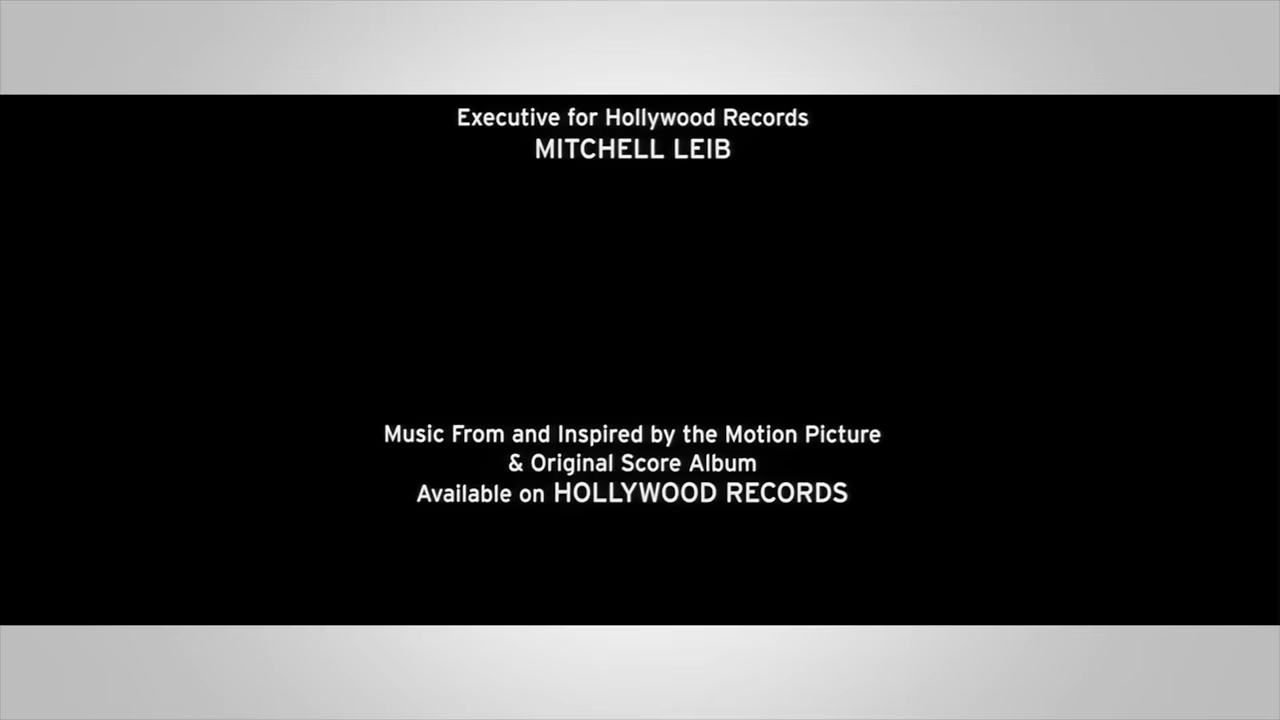 Executive for Hollywood Records
MITCHELL LEIB
Music From and Inspired by the Motion Picture
& Original Score Album
Available on HOLLYWOOD RECORDS